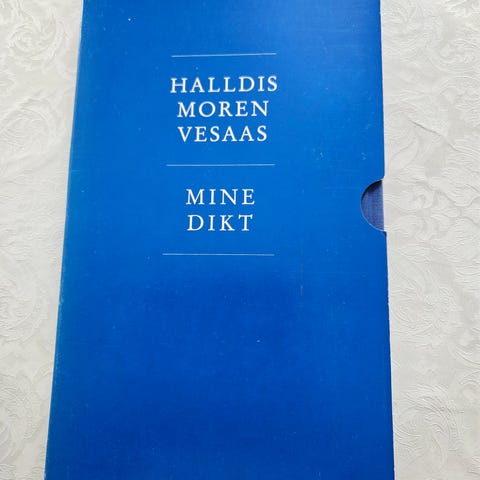 HALLDIS
MOREN
VESAAS
MINE
DIKT